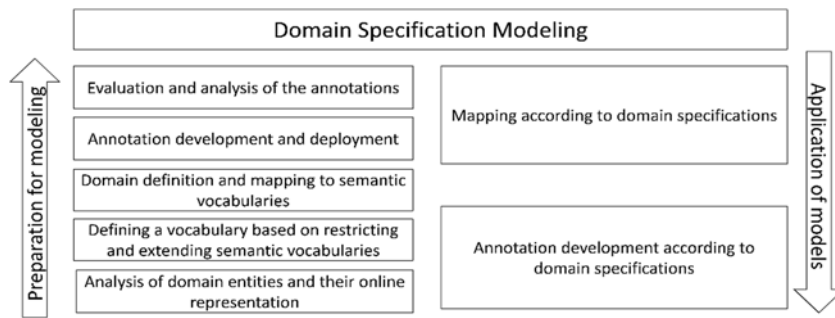 Domain Specification Modeling
Preparation for modeling
Evaluation and analysis of the annotations
Annotation development and deployment
Domain definition and mapping to semantic
vocabularies
Defining a vocabulary based on restricting
and extending semantic vocabularies
Analysis of domain entities and their online
representation
Mapping according to domain specifications
Annotation development according to
domain specifications
Application of models